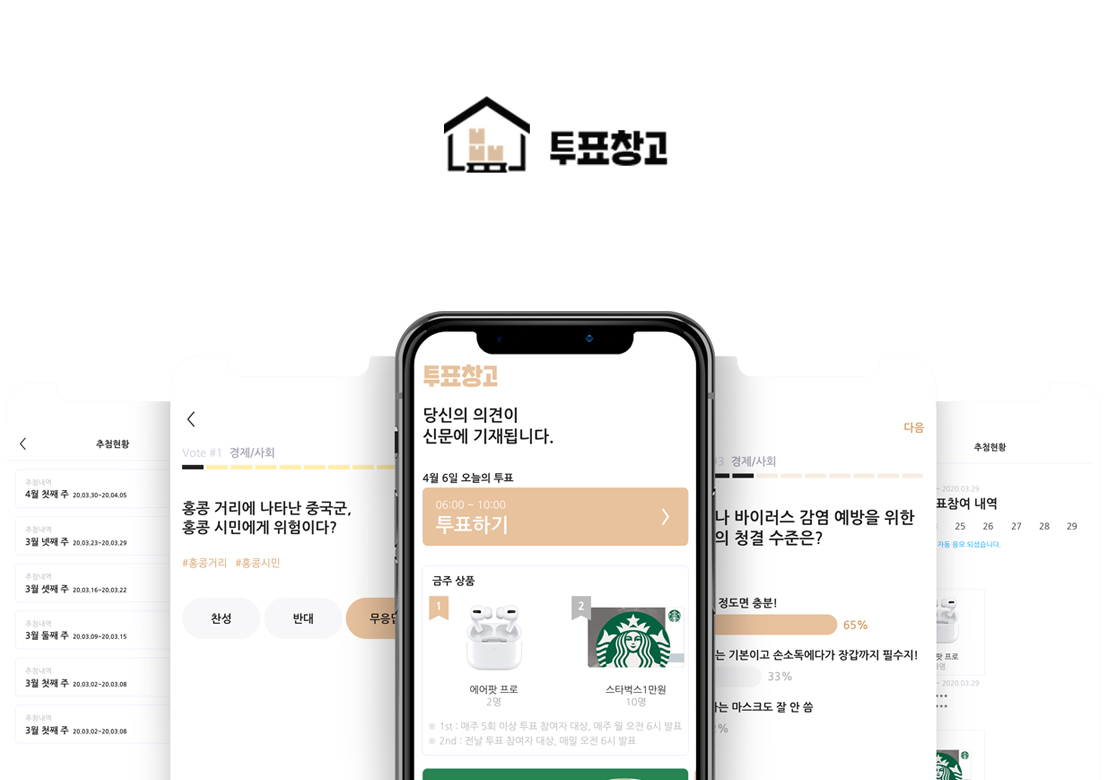 투표창고
추첨현황
추첨내역
4월 첫째 주 20.03.30~20.04.05
추첨내역
3월 넷째 주 20.03.23~20.03.29
추첨내역
3월 셋째 주 20.03.16~20.03.22
추첨내역
3월 둘째 주 20.03.09~20.03.15
추첨내역
3월 첫째 주 20.03.02~20.03.08
추첨내역
3월 첫째 주 20.03.02~20.03.08
Vote #1 경제/사회
홍콩 거리에 나타난 중국군,
홍콩 시민에게 위험이다?
#홍콩거리 #홍콩시민
찬성
반대
무응답
투표창고
당신의 의견이
신문에 기재됩니다.
4월 6일 오늘의 투표
06:00 ~ 10:00
투표하기
금주 상품
1
2
에어팟 프로
2명
스타벅스1만원
10명
※ 1st : 매주 5회 이상 투표 참여자 대상, 매주 월 오전 6시 발표
※ 2nd : 전날 투표 참여자 대상, 매일 오전 6시 발표
다음
#3 경제/사회
나 바이러스 감염 예방을 위한
의 청결 수준은?
정도면 충분!
65%
는 기본이고 손소독에다가 장갑까지 필수지!
33%
하는 마스크도 잘 안 씀
추첨현황
~ 2020.03.29
표참여 내역
25 26 27 28 29
자동 응모 되셨습니다.
팟 프로
명
~ 2020.03.29